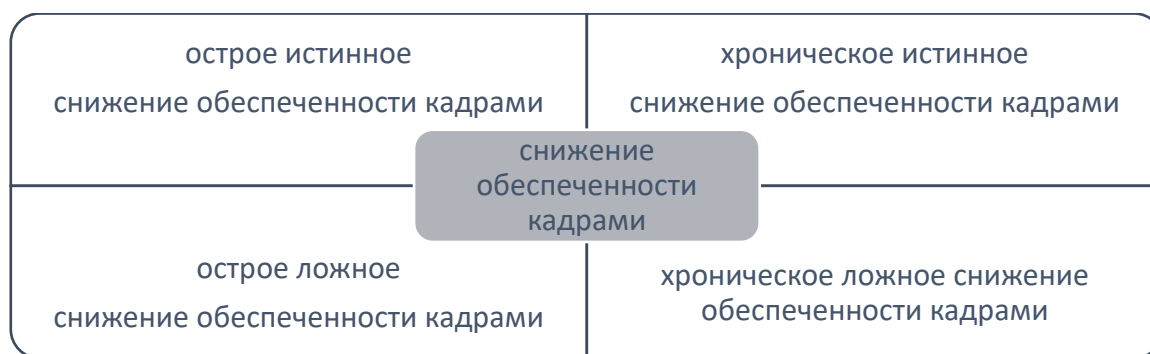 острое истинное
снижение обеспеченности кадрами
хроническое истинное
снижение обеспеченности кадрами
снижение
обеспеченности
кадрами
острое ложное
снижение обеспеченности кадрами
хроническое ложное снижение
обеспеченности кадрами